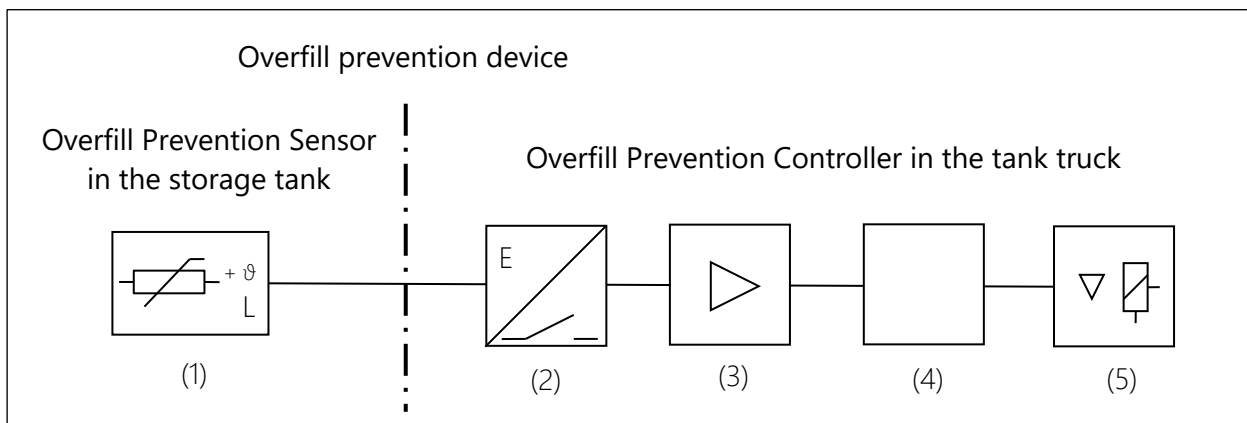 Overfill prevention device
Overfill Prevention Sensor
in the storage tank
Overfill Prevention Controller in the tank truck
+ ϑ
L
E
(1)
(2)
(3)
(4)
(5)